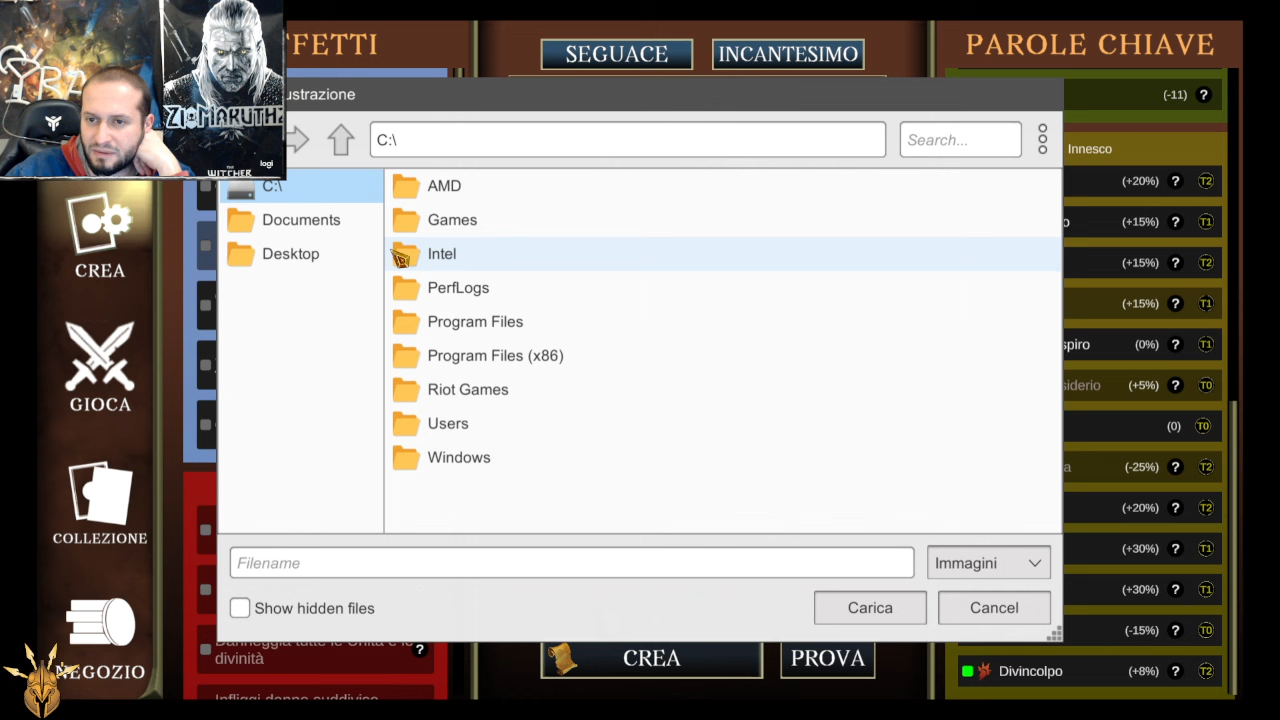 FFETTI
SEGUACE
INCANTESIMO
PAROLE CHIAVE
ZIOMARUTHZ
THE
WITCHER
logi
ustrazione
C:\
Search...
(-11) ?
Innesco
C:\
Documents
Desktop
AMD
Games
Intel
PerfLogs
Program Files
Program Files (x86)
Riot Games
Users
Windows
(+20%) ? T2
o (+15%) ? T1
(+15%) ? T2
(+15%) ? T1
spiro (0%) ? T1
siderio (+5%) ? T0
(0) T0
a (-25%) ? T2
(+20%) ? T2
(+30%) ? T1
(+30%) ? T1
(-15%) ? T0
Divincolpo (+8%) ? T2
CREA
GIOCA
COLLEZIONE
NEGOZIO
Filename
Immagini
Show hidden files
Carica
Cancel
Danneggia tutte le Unità e le
divinità
?
Infliggi danno suddiviso
CREA
PROVA